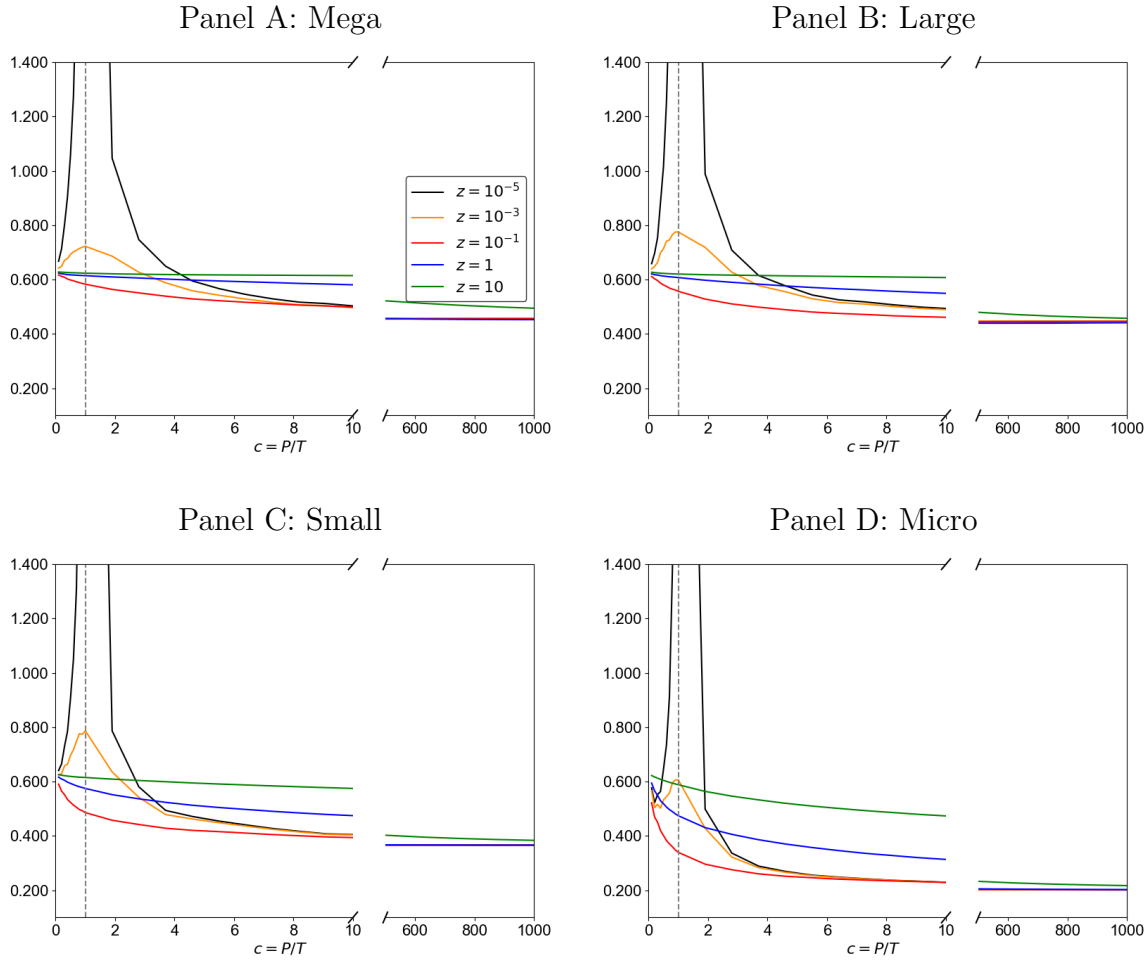 Panel A: Mega
1.400
1.200
1.000
0.800
0.600
0.400
0.200
0 2 4 6 8 10 600 800 1000
c = P/T
z = 10⁻⁵
z = 10⁻³
z = 10⁻¹
z = 1
z = 10
Panel B: Large
1.400
1.200
1.000
0.800
0.600
0.400
0.200
0 2 4 6 8 10 600 800 1000
c = P/T
Panel C: Small
1.400
1.200
1.000
0.800
0.600
0.400
0.200
0 2 4 6 8 10 600 800 1000
c = P/T
Panel D: Micro
1.400
1.200
1.000
0.800
0.600
0.400
0.200
0 2 4 6 8 10 600 800 1000
c = P/T